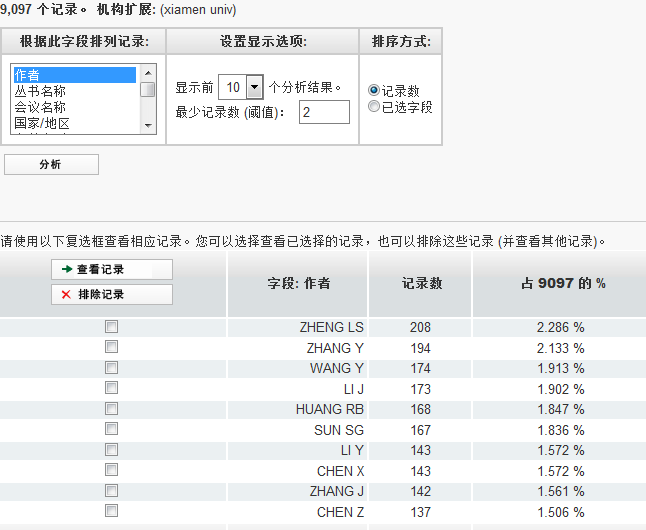 9,097 个记录。 机构扩展: (xiamen univ)
根据此字段排列记录: 设置显示选项: 排序方式:
作者
丛书名称
会议名称
国家/地区
显示前 10 个分析结果。
最少记录数 (阈值): 2
记录数
已选字段
分析
请使用以下复选框查看相应记录。您可以选择查看已选择的记录，也可以排除这些记录 (并查看其他记录)。
查看记录
排除记录
字段: 作者 记录数 占 9097 的 %
ZHENG LS 208 2.286 %
ZHANG Y 194 2.133 %
WANG Y 174 1.913 %
LI J 173 1.902 %
HUANG RB 168 1.847 %
SUN SG 167 1.836 %
LI Y 143 1.572 %
CHEN X 143 1.572 %
ZHANG J 142 1.561 %
CHEN Z 137 1.506 %